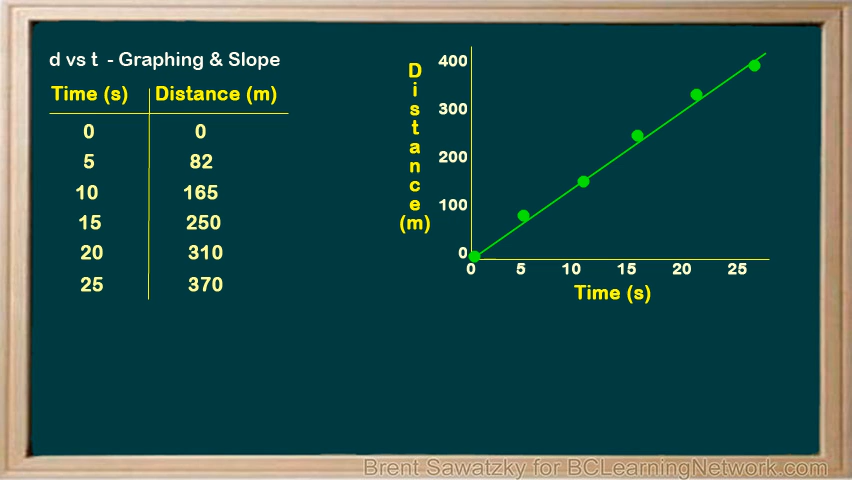 d vs t - Graphing & Slope
Time (s) Distance (m)
0 0
5 82
10 165
15 250
20 310
25 370
Distance (m)
400
300
200
100
0
0 5 10 15 20 25
Time (s)
Brent Sawatzky for BCLearningNetwork.com